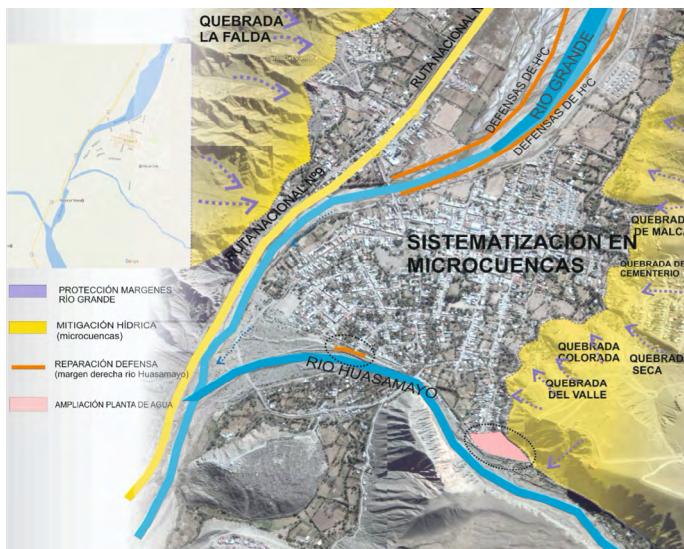 QUEBRADA
LA FALDA
RUTA NACIONAL N
DEFENSAS DE HºC
RIO GRANDE
DEFENSAS DE HºC
RUTA NACIONAL Nº9
SISTEMATIZACIÓN EN
MICROCUENCAS
QUEBRADA
DE MALCA
QUEBRADA DE
CEMENTERIO
QUEBRADA
COLORADA
QUEBRADA
SECA
QUEBRADA
DEL VALLE
RIO HUASAMAYO
PROTECCIÓN MARGENES
RÍO GRANDE
MITIGACIÓN HÍDRICA
(microcuencas)
REPARACIÓN DEFENSA
(margen derecha rio Huasamayo)
AMPLIACIÓN PLANTA DE AGUA